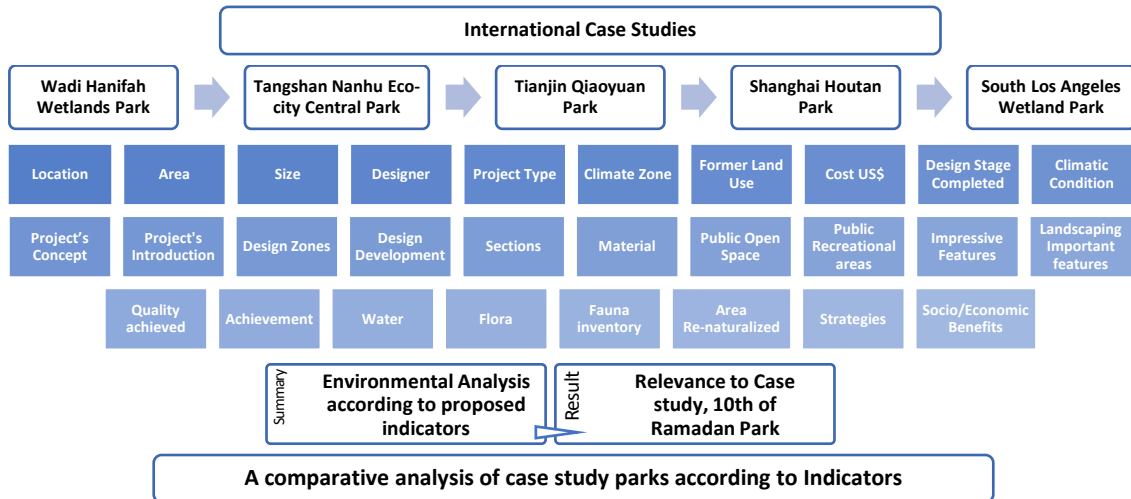 International Case Studies
Wadi Hanifah
Wetlands Park
Tangshan Nanhu Eco-
city Central Park
Tianjin Qiaoyuan
Park
Shanghai Houtan
Park
South Los Angeles
Wetland Park
Location
Area
Size
Designer
Project Type
Climate Zone
Former Land
Use
Cost US$
Design Stage
Completed
Climatic
Condition
Project’s
Concept
Project's
Introduction
Design Zones
Design
Development
Sections
Material
Public Open
Space
Public
Recreational
areas
Impressive
Features
Landscaping
Important
features
Quality
achieved
Achievement
Water
Flora
Fauna
inventory
Area
Re-naturalized
Strategies
Socio/Economic
Benefits
Summary
Environmental Analysis
according to proposed
indicators
Result
Relevance to Case
study, 10th of
Ramadan Park
A comparative analysis of case study parks according to Indicators